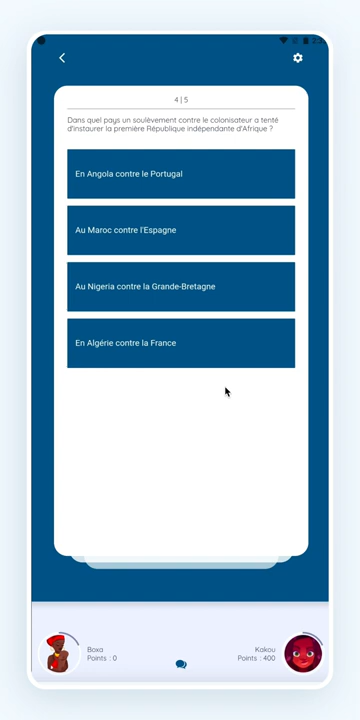 4 | 5
Dans quel pays un soulèvement contre le colonisateur a tenté
d'instaurer la première République indépendante d'Afrique ?
En Angola contre le Portugal
Au Maroc contre l'Espagne
Au Nigeria contre la Grande-Bretagne
En Algérie contre la France
Boxa
Points : 0
Kokou
Points : 400